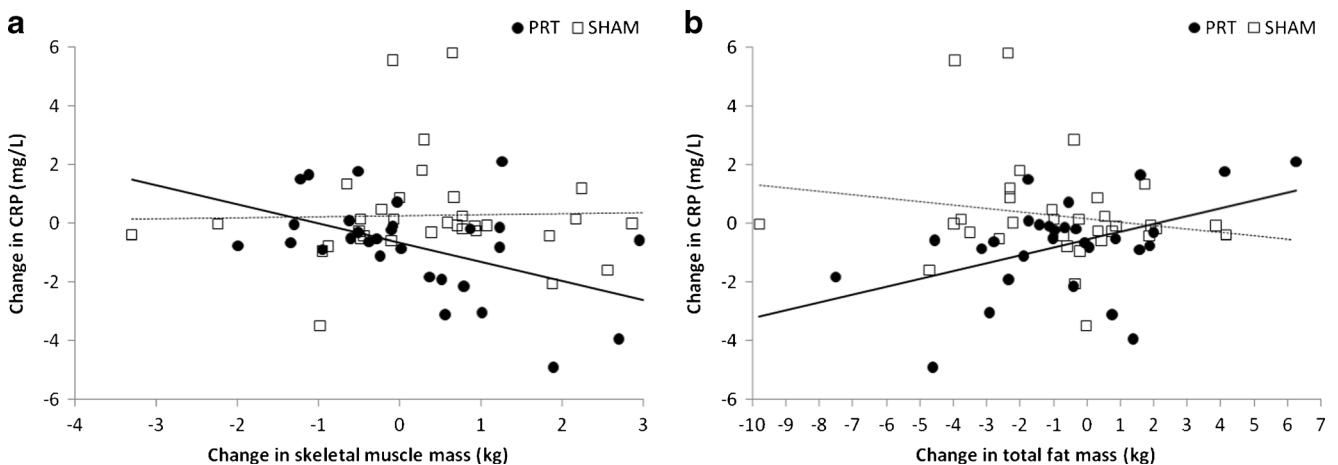 a
● PRT □ SHAM
6
4
2
0
-2
-4
-6
Change in CRP (mg/L)
-4 -3 -2 -1 0 1 2 3
Change in skeletal muscle mass (kg)
b
● PRT □ SHAM
6
4
2
0
-2
-4
-6
Change in CRP (mg/L)
-10 -9 -8 -7 -6 -5 -4 -3 -2 -1 0 1 2 3 4 5 6 7
Change in total fat mass (kg)